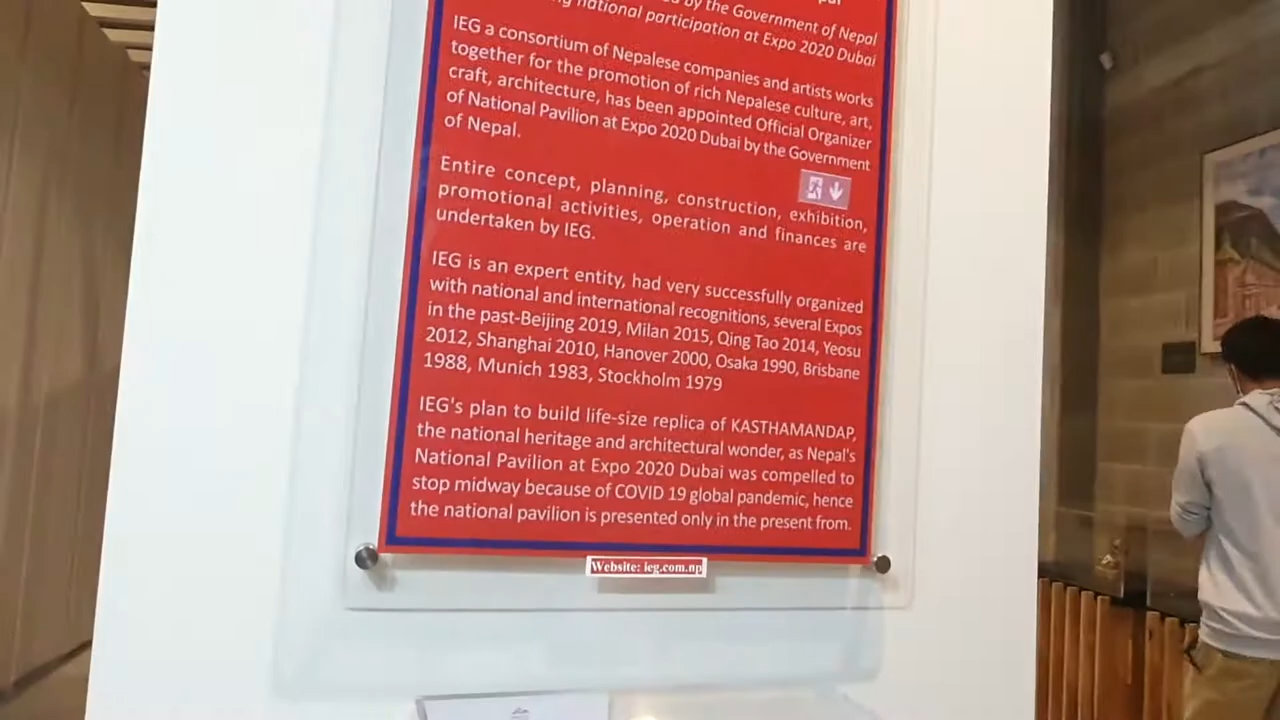 by the Government of Nepal
national participation at Expo 2020 Dubai
IEG a consortium of Nepalese companies and artists works
together for the promotion of rich Nepalese culture, art,
craft, architecture, has been appointed Official Organizer
of National Pavilion at Expo 2020 Dubai by the Government
of Nepal.
Entire concept, planning, construction, exhibition,
promotional activities, operation and finances are
undertaken by IEG.
IEG is an expert entity, had very successfully organized
with national and international recognitions, several Expos
in the past-Beijing 2019, Milan 2015, Qing Tao 2014, Yeosu
2012, Shanghai 2010, Hanover 2000, Osaka 1990, Brisbane
1988, Munich 1983, Stockholm 1979
IEG's plan to build life-size replica of KASTHAMANDAP,
the national heritage and architectural wonder, as Nepal's
National Pavilion at Expo 2020 Dubai was compelled to
stop midway because of COVID 19 global pandemic, hence
the national pavilion is presented only in the present from.
Website: ieg.com.np